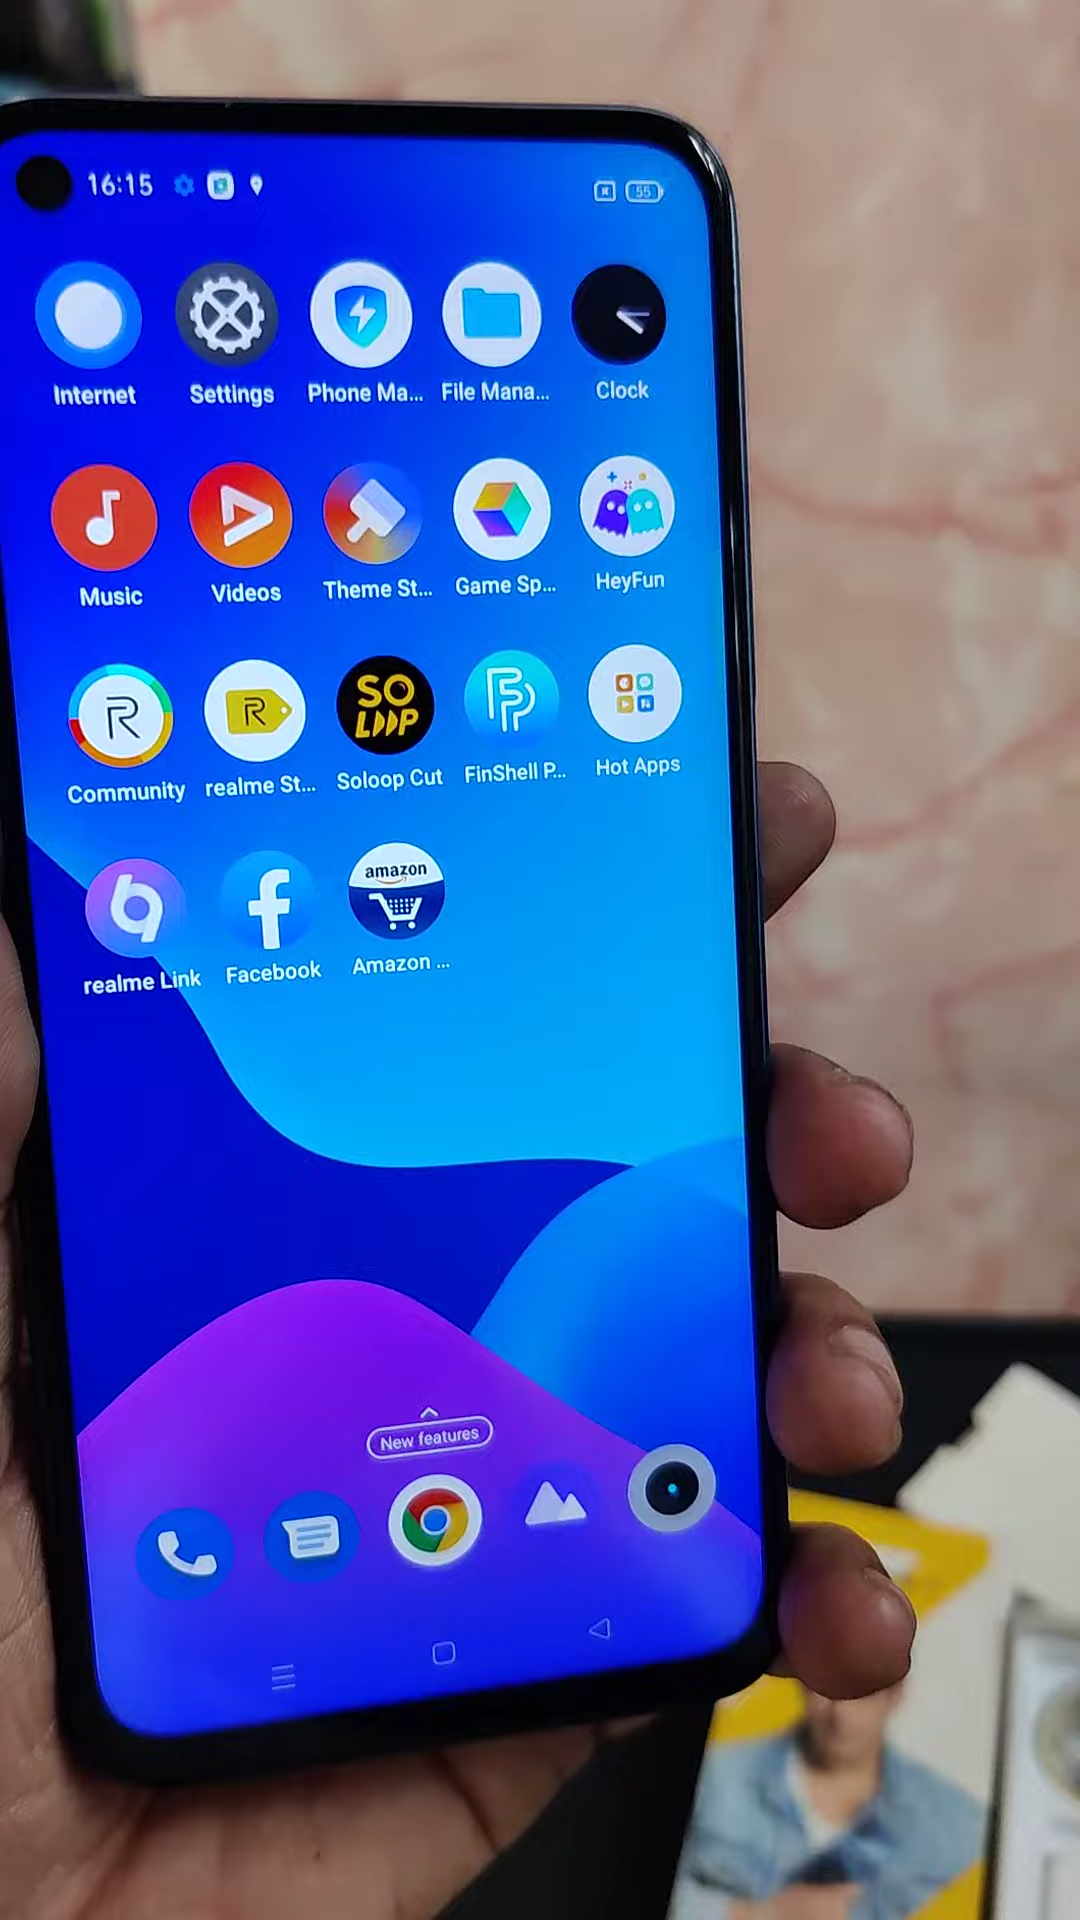 16:15
55
Internet
Settings
Phone Ma...
File Mana...
Clock
Music
Videos
Theme St...
Game Sp...
HeyFun
R
R
SO
LOOP
Community
realme St...
Soloop Cut
FinShell P...
Hot Apps
amazon
realme Link
Facebook
Amazon ...
New features